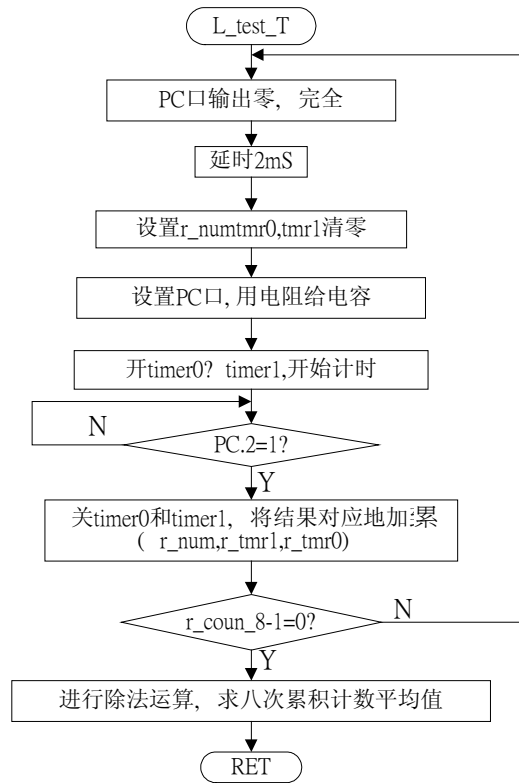 L_test_T
PC口输出零, 完全
延时2mS
设置r_numtmr0,tmr1清零
设置PC口,用电阻给电容
开timer0? timer1,开始计时
N
PC.2=1?
Y
关timer0和timer1, 将结果对应地加累
( r_num,r_tmr1,r_tmr0)
r_coun_8-1=0?
N
Y
进行除法运算, 求八次累积计数平均值
RET